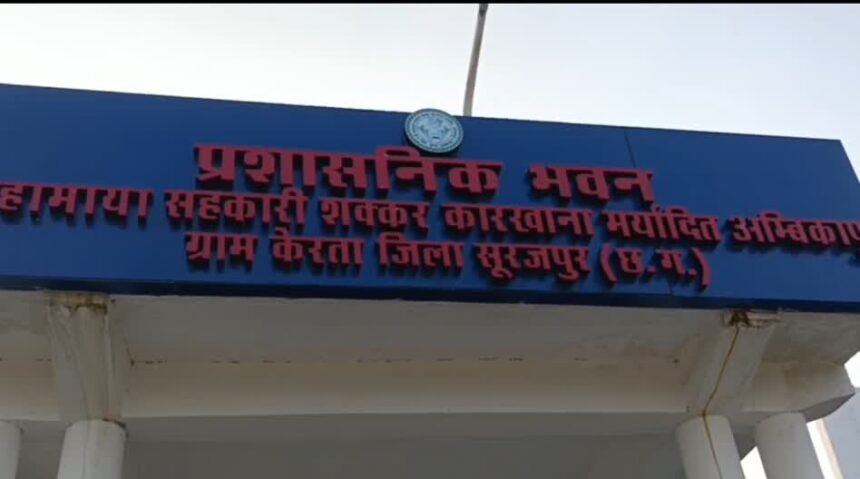 प्रशासनिक भवन
हामाया सहकारी शक्कर कारखाना मर्यादित अम्बिकाप
ग्राम केरता जिला सूरजपुर (छ.ग.)